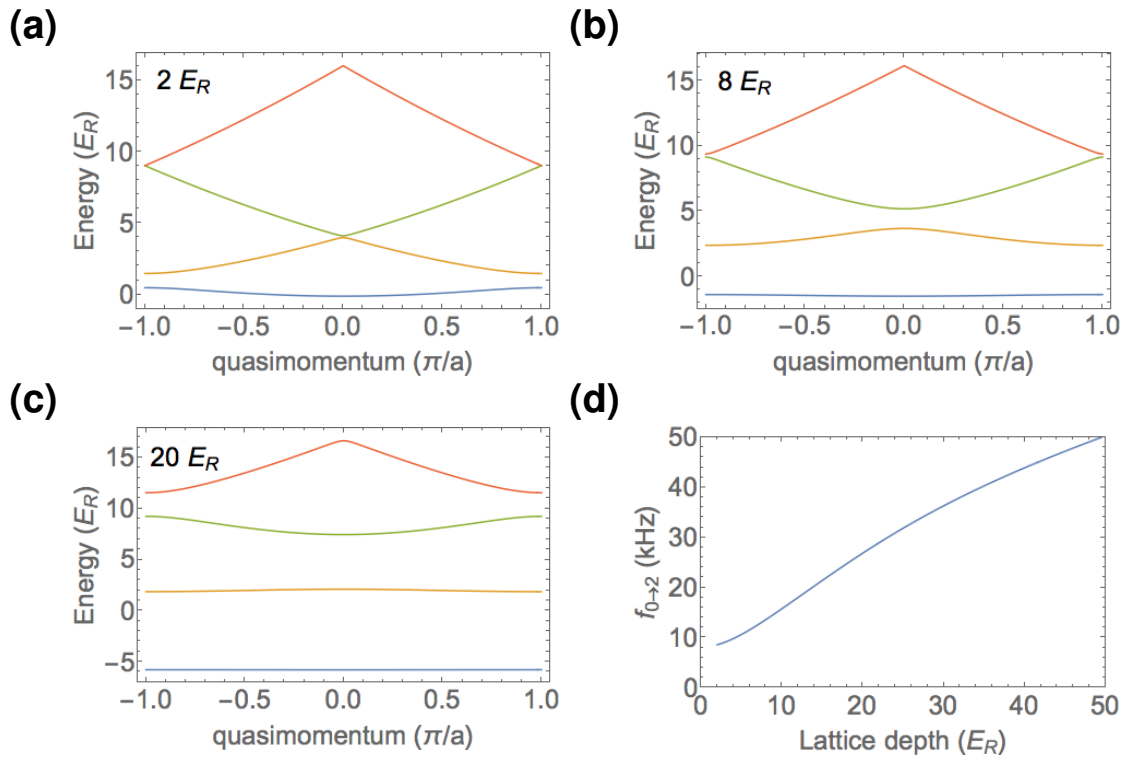 (a)
2 E_R
Energy (E_R)
15
10
5
0
−1.0 −0.5 0.0 0.5 1.0
quasimomentum (π/a)
(b)
8 E_R
Energy (E_R)
15
10
5
0
−1.0 −0.5 0.0 0.5 1.0
quasimomentum (π/a)
(c)
20 E_R
Energy (E_R)
15
10
5
0
−5
−1.0 −0.5 0.0 0.5 1.0
quasimomentum (π/a)
(d)
f_{0→2} (kHz)
50
40
30
20
10
0
0 10 20 30 40 50
Lattice depth (E_R)